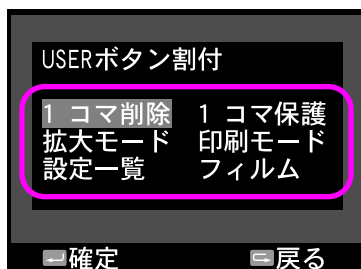 USERボタン割付
1 コマ削除 1 コマ保護
拡大モード 印刷モード
設定一覧 フィルム
確定 戻る